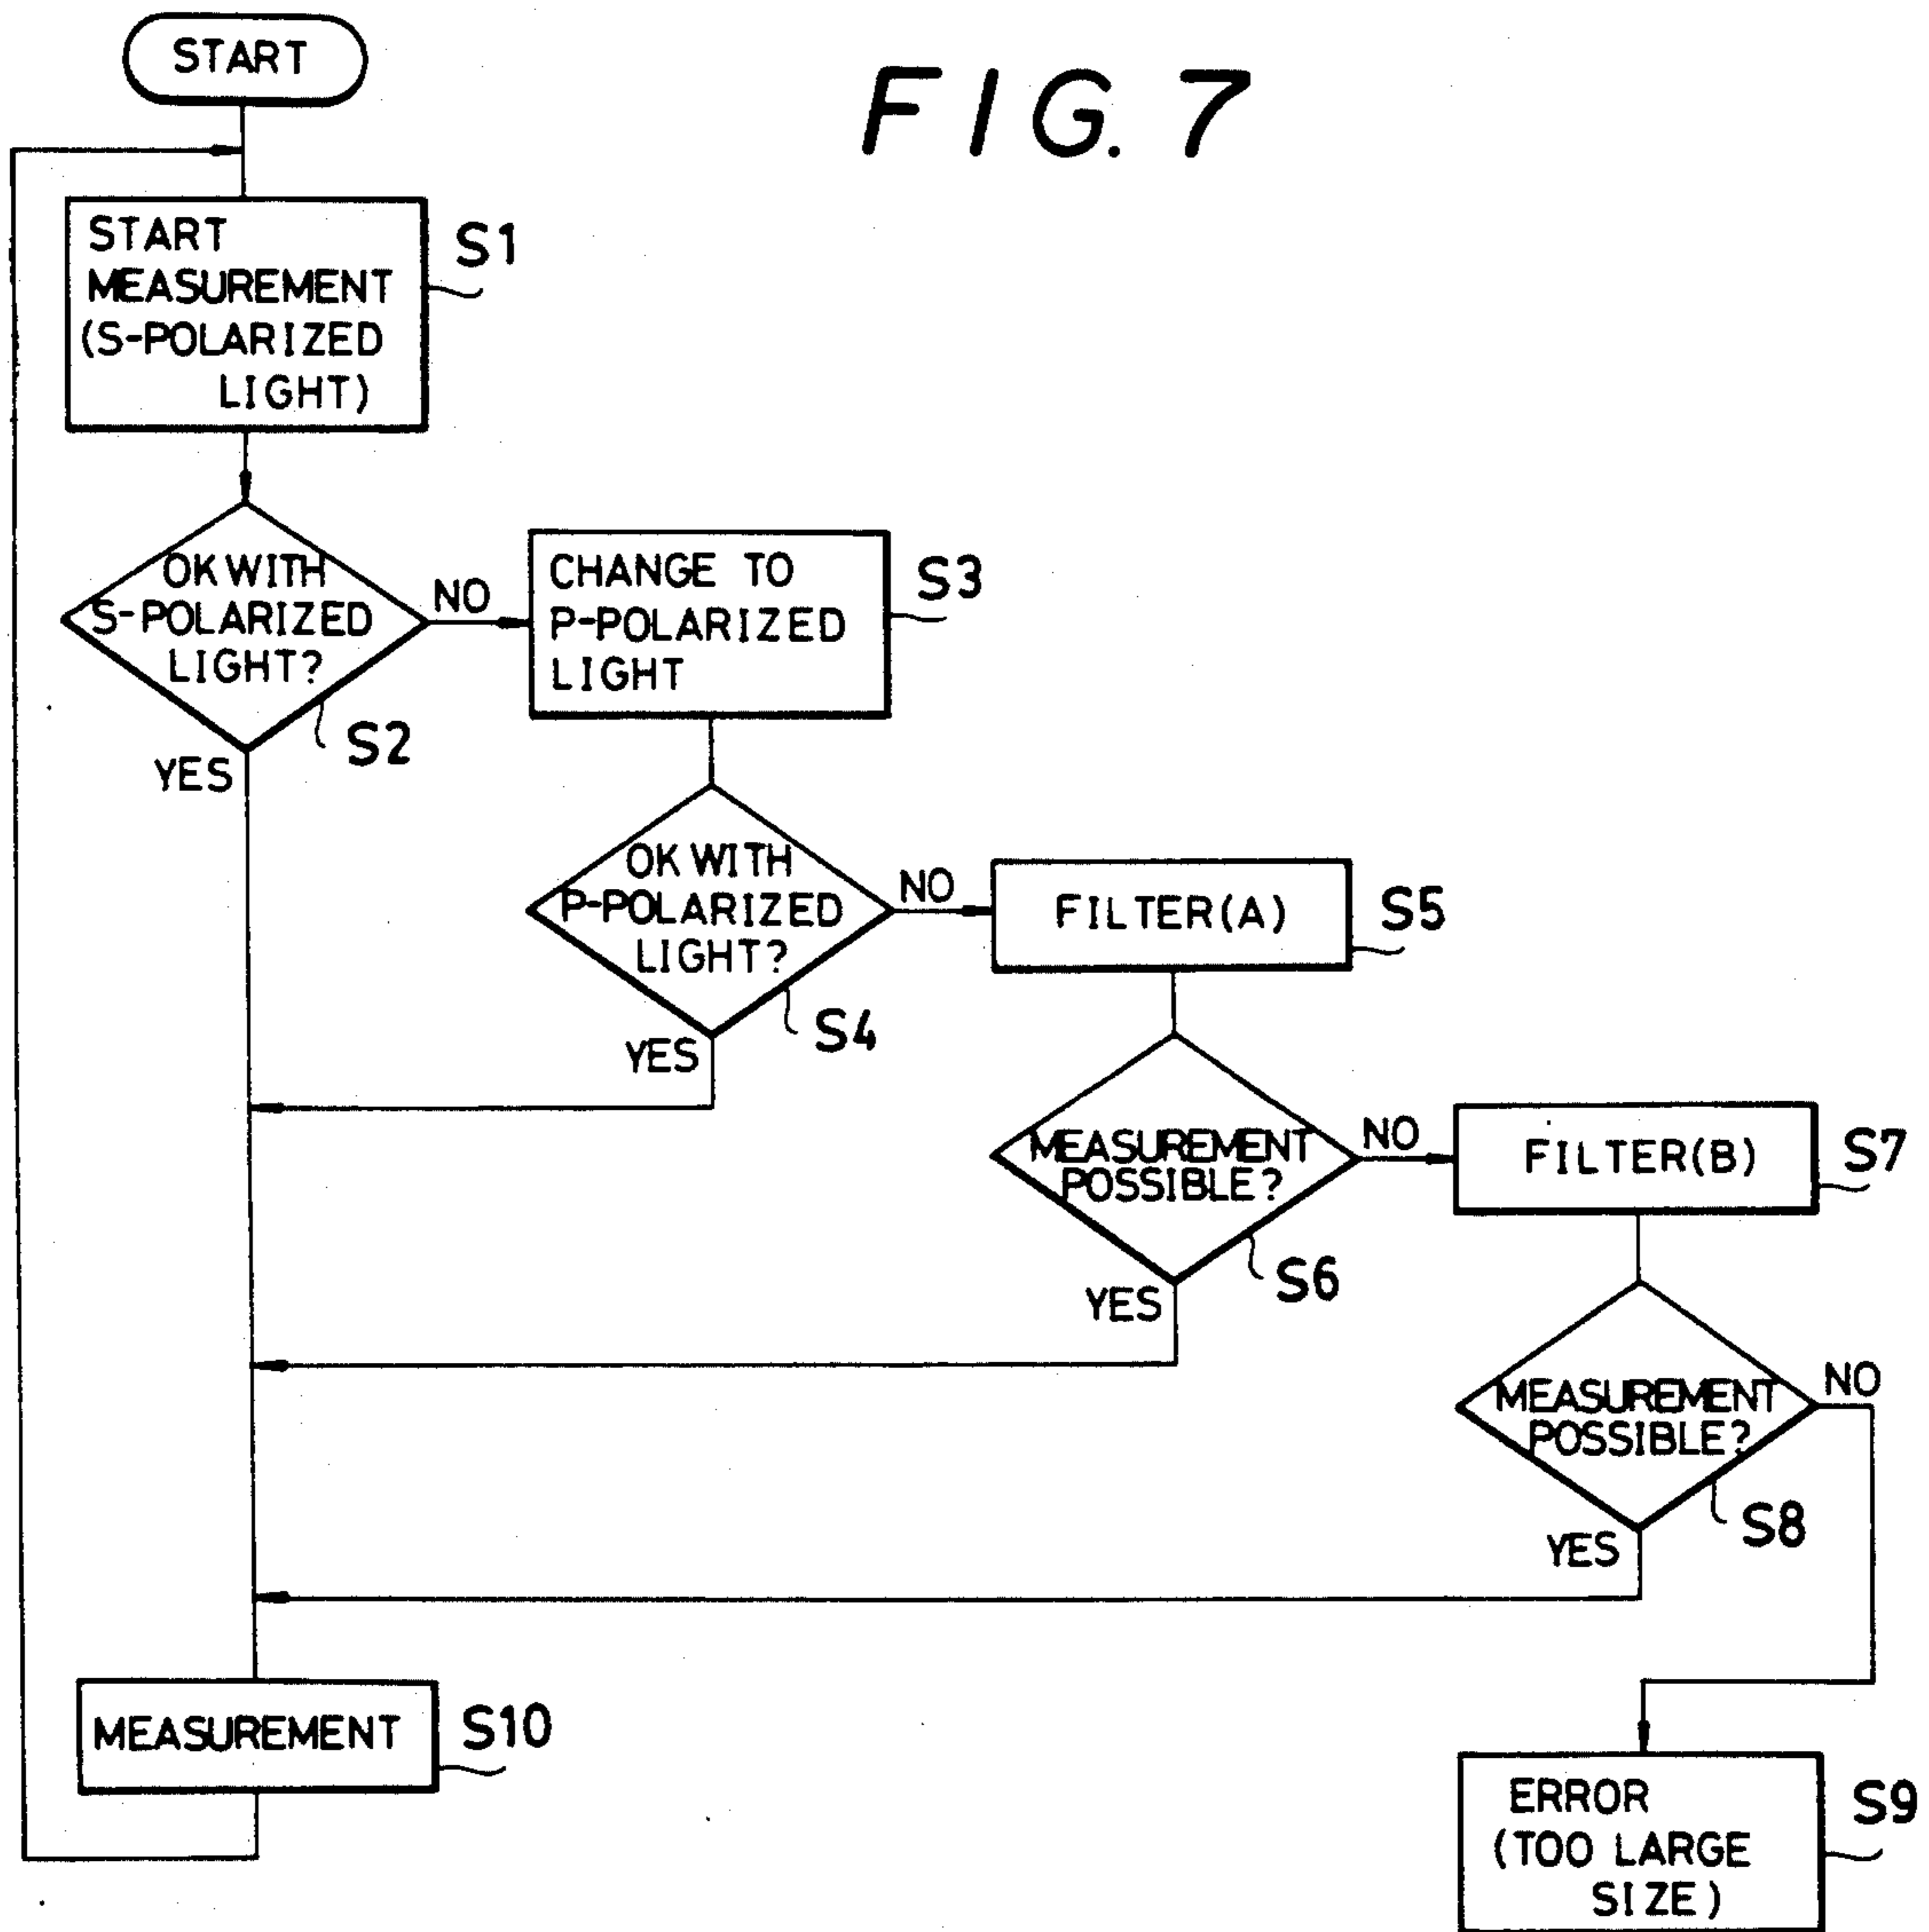 START
FIG. 7
START
MEASUREMENT
(S-POLARIZED
LIGHT)
S1
OK WITH
S-POLARIZED
LIGHT?
NO
S2
YES
CHANGE TO
P-POLARIZED
LIGHT
S3
OK WITH
P-POLARIZED
LIGHT?
NO
S4
YES
FILTER(A)
S5
MEASUREMENT
POSSIBLE?
NO
S6
YES
FILTER(B)
S7
MEASUREMENT
POSSIBLE?
NO
S8
YES
MEASUREMENT
S10
ERROR
(TOO LARGE
SIZE)
S9